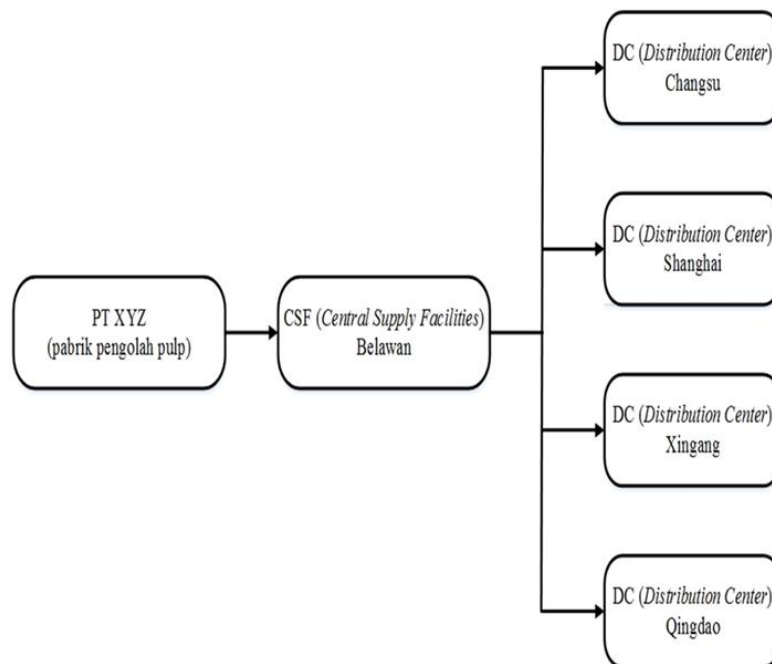 PT XYZ
(pabrik pengolah pulp)
CSF (Central Supply Facilities)
Belawan
DC (Distribution Center)
Changsu
DC (Distribution Center)
Shanghai
DC (Distribution Center)
Xingang
DC (Distribution Center)
Qingdao